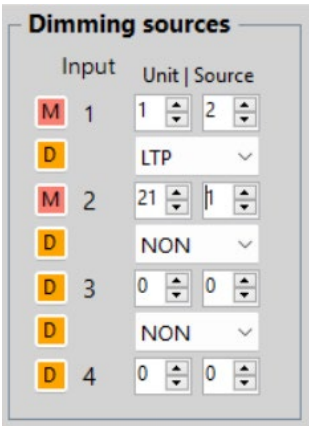 Dimming sources
Input Unit | Source
M 1 1 2
D LTP
M 2 21 1
D NON
D 3 0 0
D NON
D 4 0 0